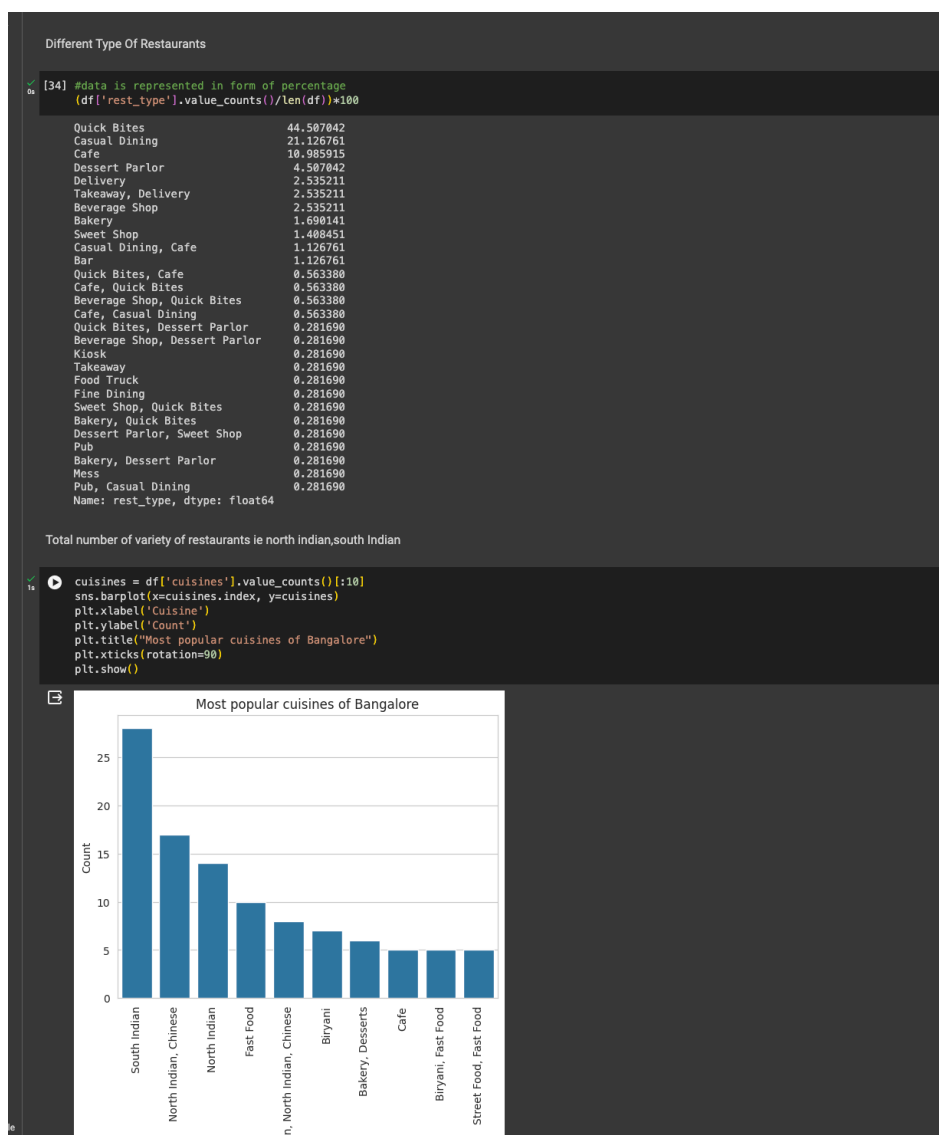 Different Type Of Restaurants
0s
[34] #data is represented in form of percentage
(df['rest_type'].value_counts()/len(df))*100
Quick Bites 44.507042
Casual Dining 21.126761
Cafe 10.985915
Dessert Parlor 4.507042
Delivery 2.535211
Takeaway, Delivery 2.535211
Beverage Shop 2.535211
Bakery 1.690141
Sweet Shop 1.408451
Casual Dining, Cafe 1.126761
Bar 1.126761
Quick Bites, Cafe 0.563380
Cafe, Quick Bites 0.563380
Beverage Shop, Quick Bites 0.563380
Cafe, Casual Dining 0.563380
Quick Bites, Dessert Parlor 0.281690
Beverage Shop, Dessert Parlor 0.281690
Kiosk 0.281690
Takeaway 0.281690
Food Truck 0.281690
Fine Dining 0.281690
Sweet Shop, Quick Bites 0.281690
Bakery, Quick Bites 0.281690
Dessert Parlor, Sweet Shop 0.281690
Pub 0.281690
Bakery, Dessert Parlor 0.281690
Mess 0.281690
Pub, Casual Dining 0.281690
Name: rest_type, dtype: float64
Total number of variety of restaurants ie north indian,south Indian
1s
cuisines = df['cuisines'].value_counts()[:10]
sns.barplot(x=cuisines.index, y=cuisines)
plt.xlabel('Cuisine')
plt.ylabel('Count')
plt.title("Most popular cuisines of Bangalore")
plt.xticks(rotation=90)
plt.show()
Most popular cuisines of Bangalore
Count
25
20
15
10
5
0
South Indian
North Indian, Chinese
North Indian
Fast Food
n, North Indian, Chinese
Biryani
Bakery, Desserts
Cafe
Biryani, Fast Food
Street Food, Fast Food
le